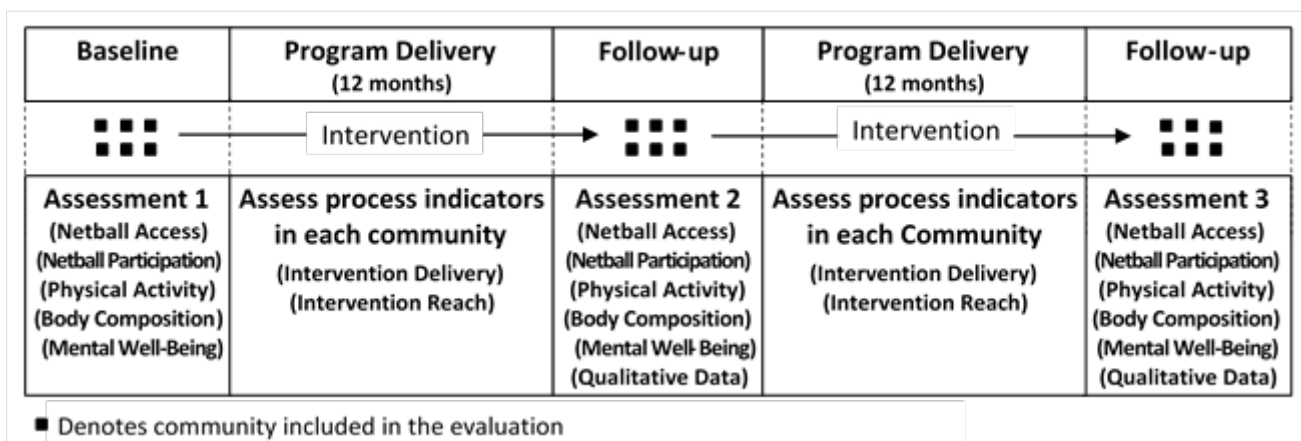 Baseline
Program Delivery
(12 months)
Follow-up
Program Delivery
(12 months)
Follow-up
Intervention
Intervention
Assessment 1
(Netball Access)
(Netball Participation)
(Physical Activity)
(Body Composition)
(Mental Well-Being)
Assess process indicators
in each community
(Intervention Delivery)
(Intervention Reach)
Assessment 2
(Netball Access)
(Netball Participation)
(Physical Activity)
(Body Composition)
(Mental Well-Being)
(Qualitative Data)
Assess process indicators
in each Community
(Intervention Delivery)
(Intervention Reach)
Assessment 3
(Netball Access)
(Netball Participation)
(Physical Activity)
(Body Composition)
(Mental Well-Being)
(Qualitative Data)
Denotes community included in the evaluation